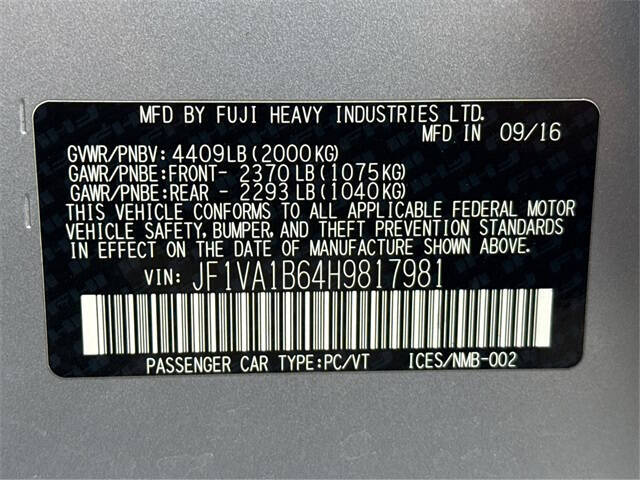 MFD BY FUJI HEAVY INDUSTRIES LTD.
MFD IN 09/16
GVWR/PNBV: 4409LB(2000KG)
GAWR/PNBE:FRONT- 2370LB(1075KG)
GAWR/PNBE:REAR - 2293LB(1040KG)
THIS VEHICLE CONFORMS TO ALL APPLICABLE FEDERAL MOTOR
VEHICLE SAFETY, BUMPER, AND THEFT PREVENTION STANDARDS
IN EFFECT ON THE DATE OF MANUFACTURE SHOWN ABOVE.
VIN: JF1VA1B64H9817981
PASSENGER CAR TYPE:PC/VT ICES/NMB-002